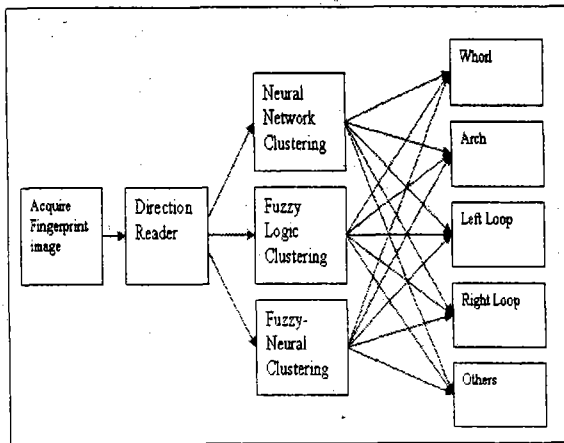 Acquire
Fingerprint
image
Direction
Reader
Neural
Network
Clustering
Fuzzy
Logic
Clustering
Fuzzy-
Neural
Clustering
Whorl
Arch
Left Loop
Right Loop
Others